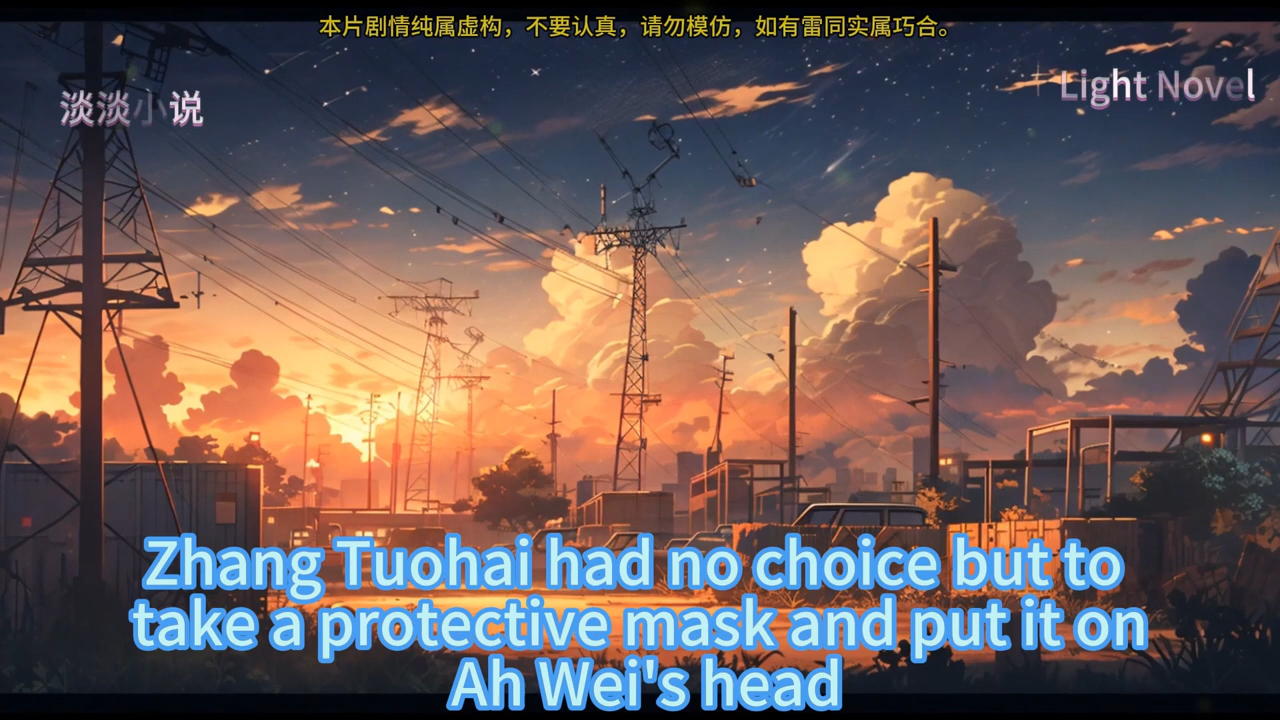 本片剧情纯属虚构，不要认真，请勿模仿，如有雷同实属巧合。
淡淡小说
Light Novel
Zhang Tuohai had no choice but to
take a protective mask and put it on
Ah Wei's head